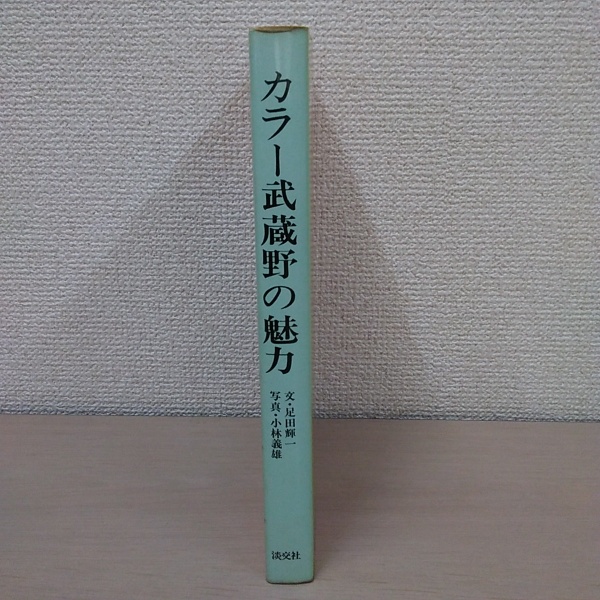 カラー武蔵野の魅力
文・足田輝一
写真・小林義雄
淡交社